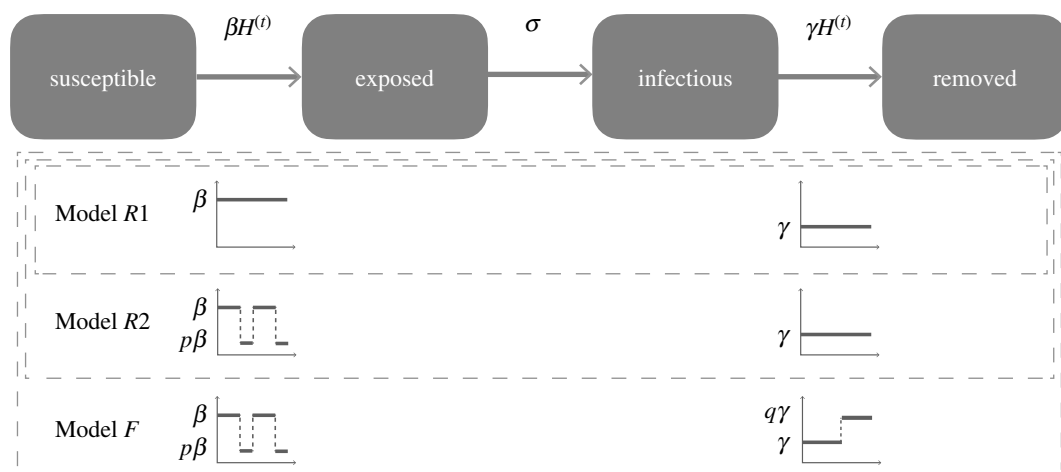 βH(t) σ γH(t)
susceptible exposed infectious removed
Model R1 β γ
Model R2 β pβ γ
Model F β pβ qγ γ